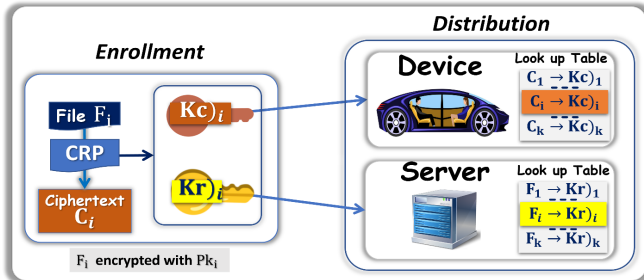 Enrollment
File Fᵢ
CRP
Ciphertext
Cᵢ
Kc)ᵢ
Kr)ᵢ
Fᵢ encrypted with Pkᵢ
Distribution
Device
Look up Table
C₁ → Kc)₁
Cᵢ → Kc)ᵢ
Cₖ → Kc)ₖ
Server
Look up Table
F₁ → Kr)₁
Fᵢ → Kr)ᵢ
Fₖ → Kr)ₖ